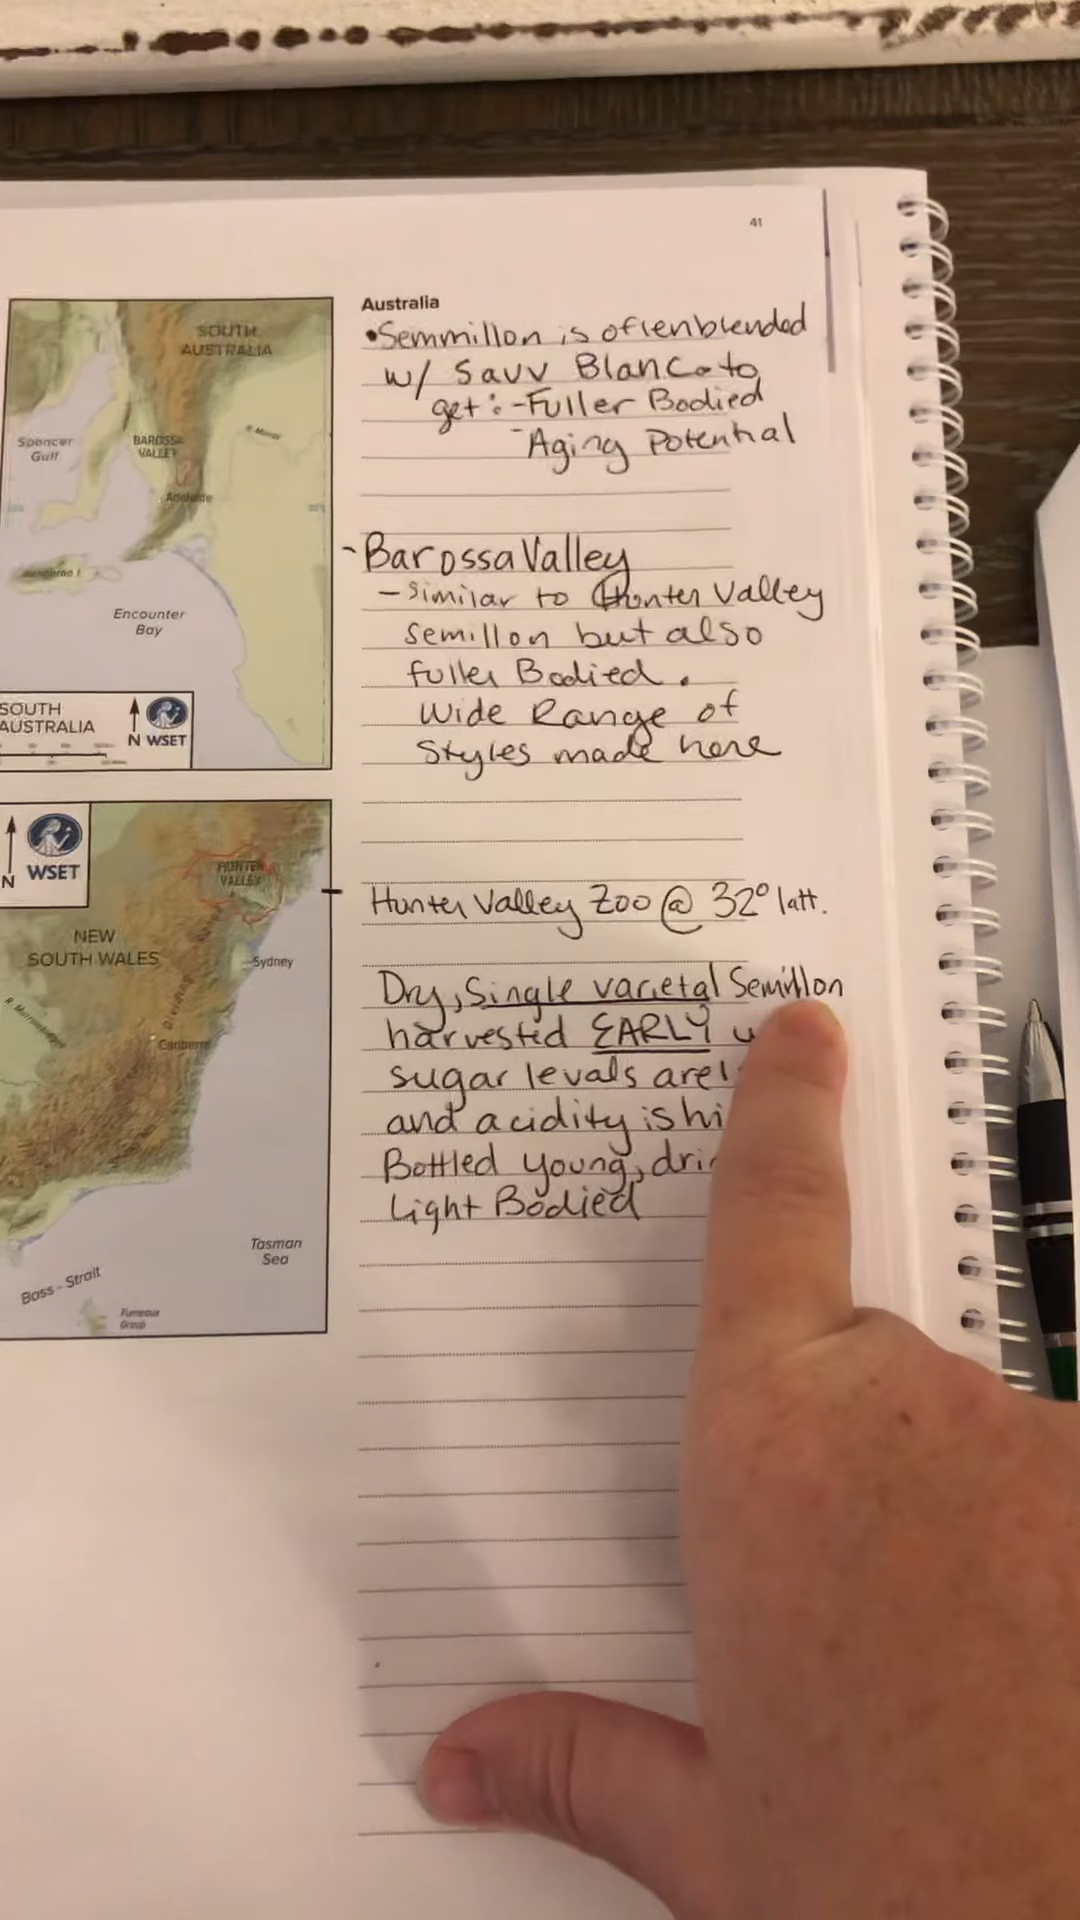 41
Australia
•Semmillon is oftenblended
w/ Sauv Blanc to
get: -Fuller Bodied
-Aging Potential
-Barossa Valley
-similar to Hunter Valley
semillon but also
fuller Bodied.
Wide Range of
Styles made here
Hunter Valley Zoo @ 32° latt.
Dry, Single varietal Semillon
harvested EARLY
sugar levals are
and acidity is
Bottled young,
Light Bodied
SOUTH
AUSTRALIA
Spencer
Gulf
BAROSSA
VALLEY
Adelaide
Encounter
Bay
SOUTH
AUSTRALIA
N WSET
N WSET
HUNTER
VALLEY
NEW
SOUTH WALES
Sydney
Canberra
Tasman
Sea
Bass - Strait
Furneaux
Group